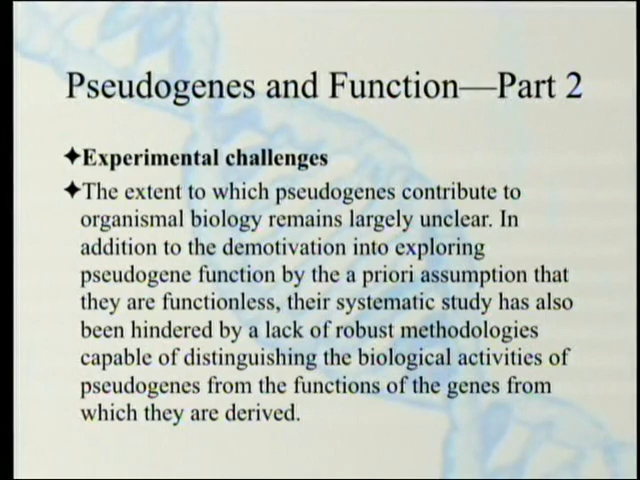 Pseudogenes and Function—Part 2
✦Experimental challenges
✦The extent to which pseudogenes contribute to
organismal biology remains largely unclear. In
addition to the demotivation into exploring
pseudogene function by the a priori assumption that
they are functionless, their systematic study has also
been hindered by a lack of robust methodologies
capable of distinguishing the biological activities of
pseudogenes from the functions of the genes from
which they are derived.